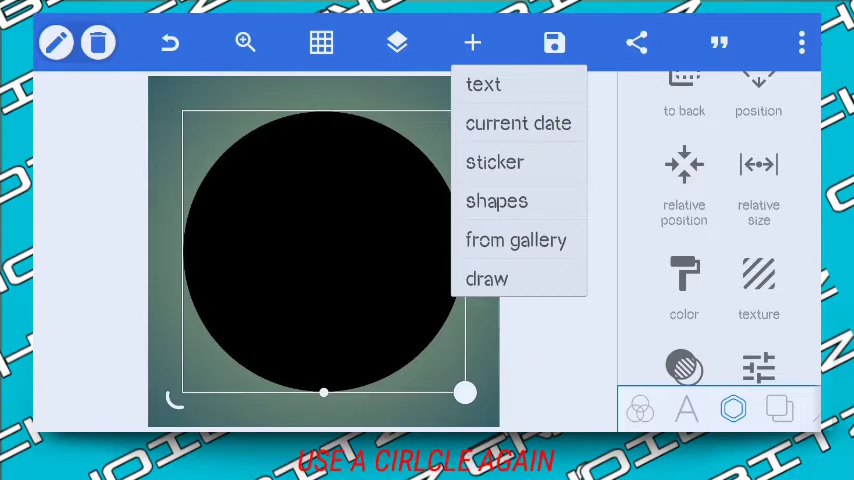 text
current date
sticker
shapes
from gallery
draw
to back
position
relative
position
relative
size
color
texture
USE A CIRLCLE AGAIN